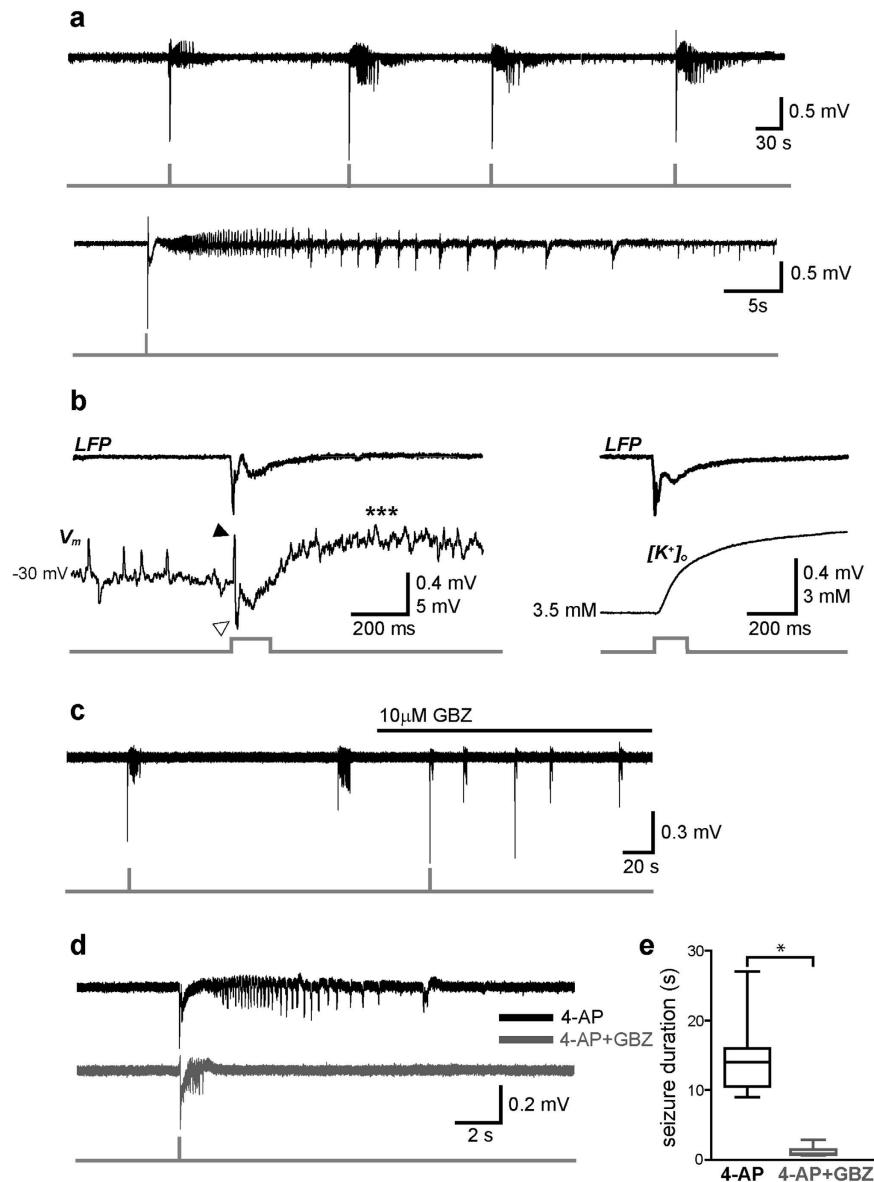 a
0.5 mV
30 s
0.5 mV
5s
b
LFP
Vm
-30 mV
***
0.4 mV
5 mV
200 ms
LFP
[K+]o
3.5 mM
0.4 mV
3 mM
200 ms
c
10μM GBZ
0.3 mV
20 s
d
4-AP
4-AP+GBZ
0.2 mV
2 s
e
seizure duration (s)
30
20
10
0
*
4-AP 4-AP+GBZ